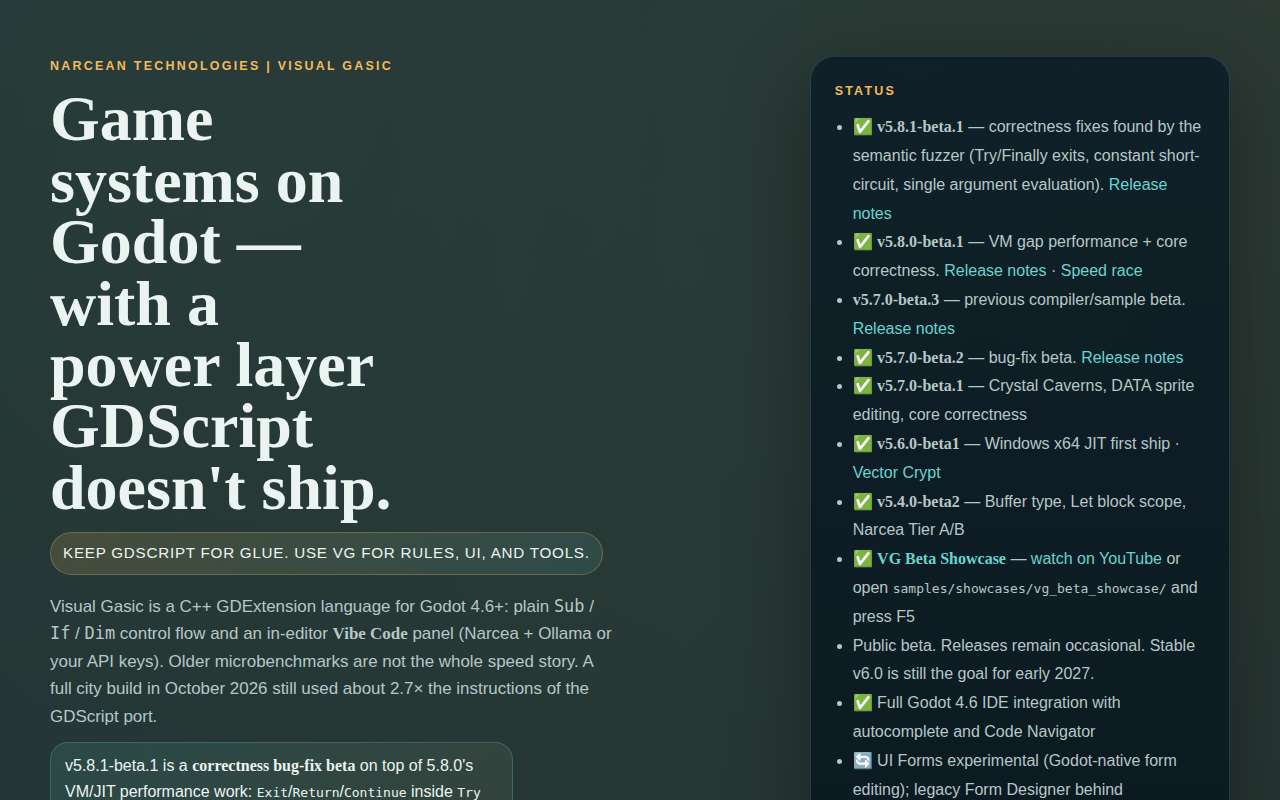 NARCEAN TECHNOLOGIES | VISUAL GASIC
Game
systems on
Godot —
with a
power layer
GDScript
doesn't ship.
KEEP GDSCRIPT FOR GLUE. USE VG FOR RULES, UI, AND TOOLS.
Visual Gasic is a C++ GDExtension language for Godot 4.6+: plain Sub /
If / Dim control flow and an in-editor Vibe Code panel (Narcea + Ollama or
your API keys). Older microbenchmarks are not the whole speed story. A
full city build in October 2026 still used about 2.7× the instructions of the
GDScript port.
v5.8.1-beta.1 is a correctness bug-fix beta on top of 5.8.0's
VM/JIT performance work: Exit/Return/Continue inside Try
STATUS
• ✅ v5.8.1-beta.1 — correctness fixes found by the
semantic fuzzer (Try/Finally exits, constant short-
circuit, single argument evaluation). Release
notes
• ✅ v5.8.0-beta.1 — VM gap performance + core
correctness. Release notes · Speed race
• v5.7.0-beta.3 — previous compiler/sample beta.
Release notes
• ✅ v5.7.0-beta.2 — bug-fix beta. Release notes
• ✅ v5.7.0-beta.1 — Crystal Caverns, DATA sprite
editing, core correctness
• ✅ v5.6.0-beta1 — Windows x64 JIT first ship ·
Vector Crypt
• ✅ v5.4.0-beta2 — Buffer type, Let block scope,
Narcea Tier A/B
• ✅ VG Beta Showcase — watch on YouTube or
open samples/showcases/vg_beta_showcase/ and
press F5
• Public beta. Releases remain occasional. Stable
v6.0 is still the goal for early 2027.
• ✅ Full Godot 4.6 IDE integration with
autocomplete and Code Navigator
• 🔄 UI Forms experimental (Godot-native form
editing); legacy Form Designer behind